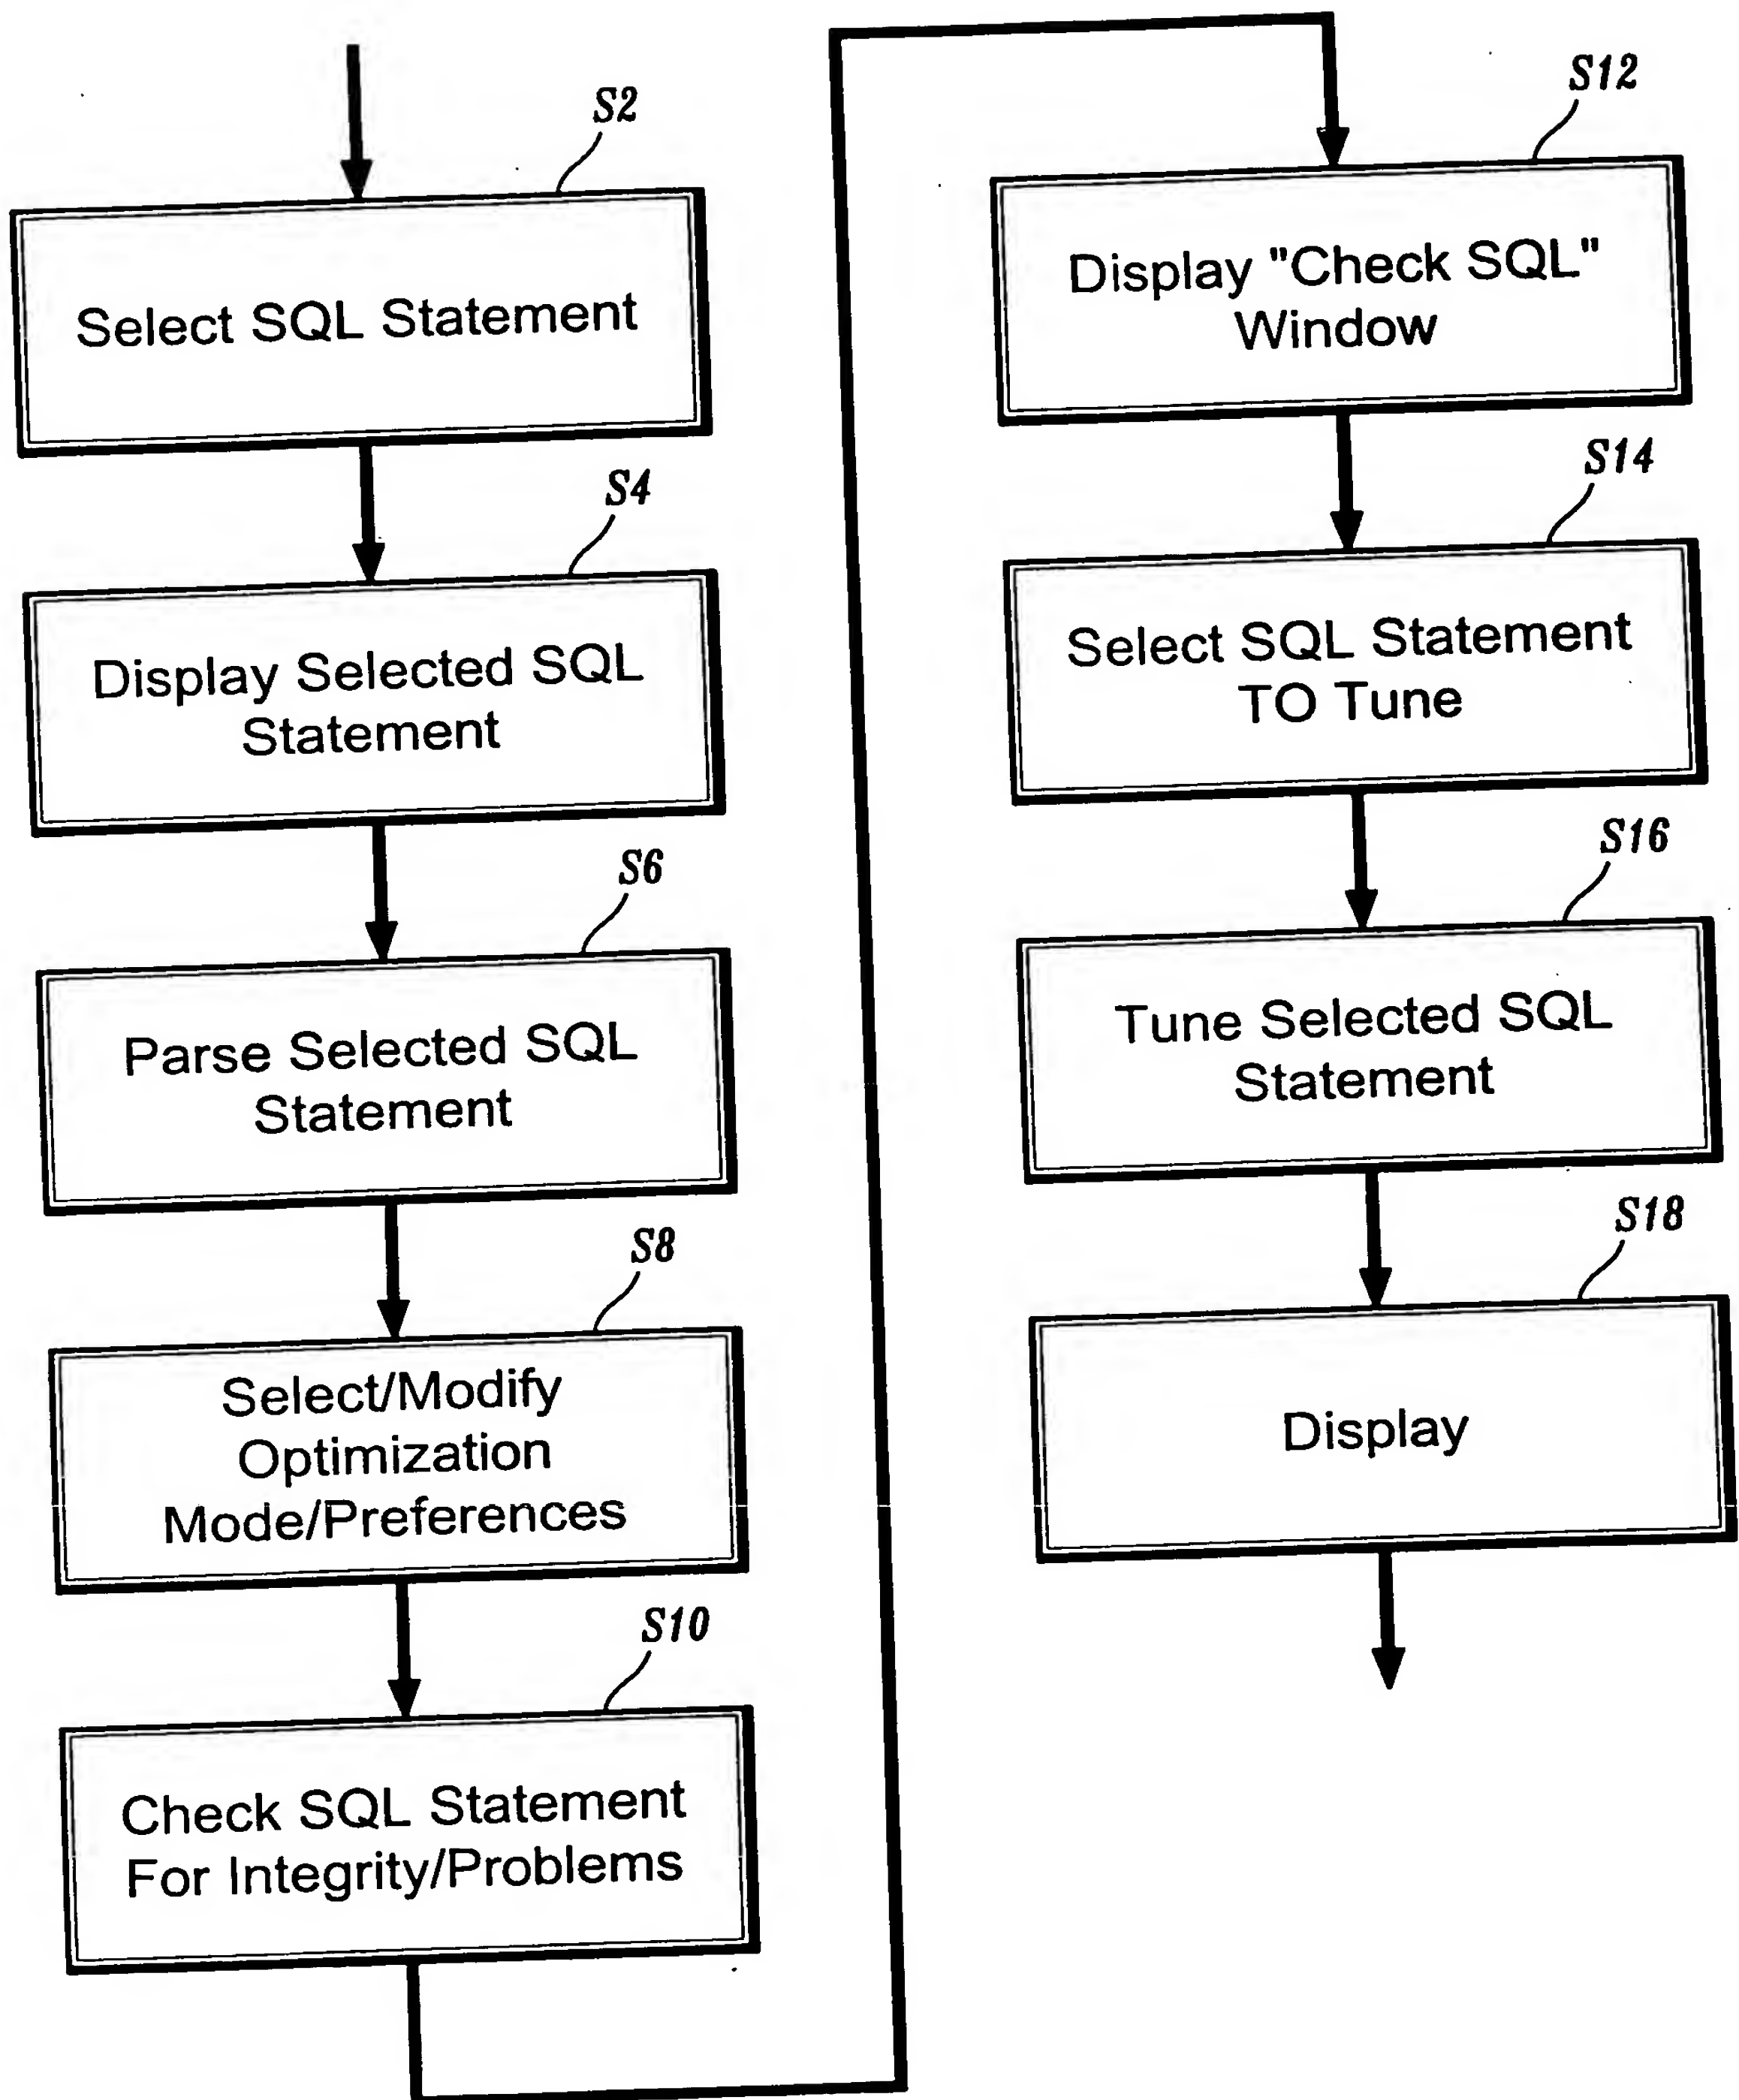 S2
Select SQL Statement
S4
Display Selected SQL
Statement
S6
Parse Selected SQL
Statement
S8
Select/Modify
Optimization
Mode/Preferences
S10
Check SQL Statement
For Integrity/Problems
S12
Display "Check SQL"
Window
S14
Select SQL Statement
TO Tune
S16
Tune Selected SQL
Statement
S18
Display